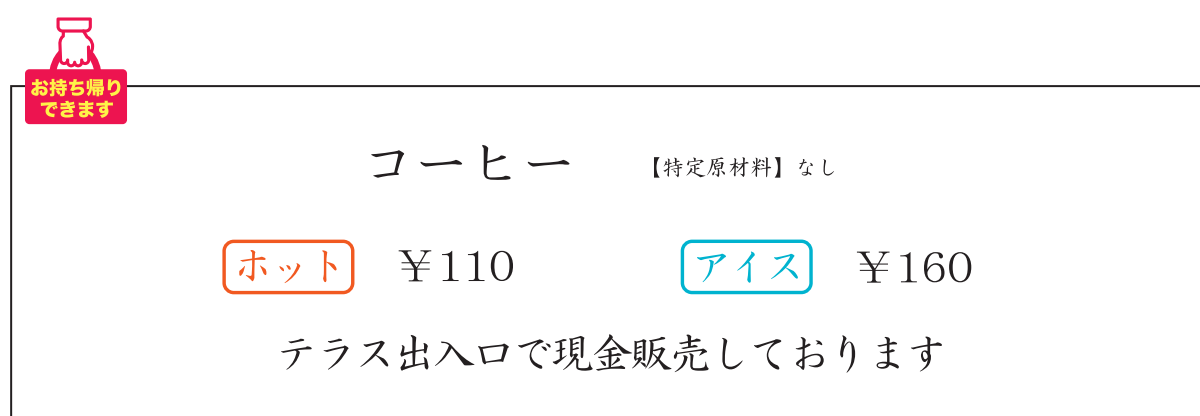 お持ち帰り
できます
コーヒー 【特定原材料】なし
ホット ￥110 アイス ￥160
テラス出入口で現金販売しております